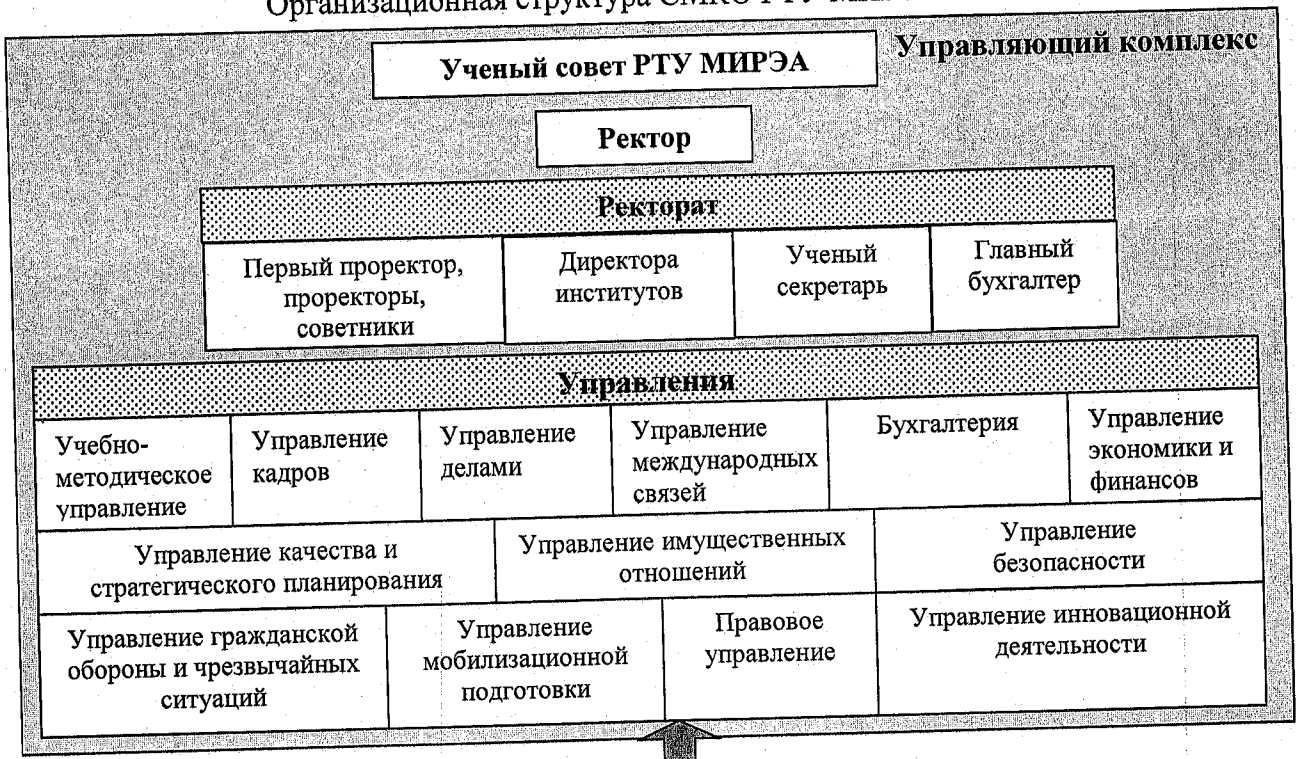 Организационная структура СМКО РТУ
Управляющий комплекс
Ученый совет РТУ МИРЭА
Ректор
Ректорат
Первый проректор,
проректоры,
советники
Директора
институтов
Ученый
секретарь
Главный
бухгалтер
Управления
Учебно-
методическое
управление
Управление
кадров
Управление
делами
Управление
международных
связей
Бухгалтерия
Управление
экономики и
финансов
Управление качества и
стратегического планирования
Управление имущественных
отношений
Управление
безопасности
Управление гражданской
обороны и чрезвычайных
ситуаций
Управление
мобилизационной
подготовки
Правовое
управление
Управление инновационной
деятельности